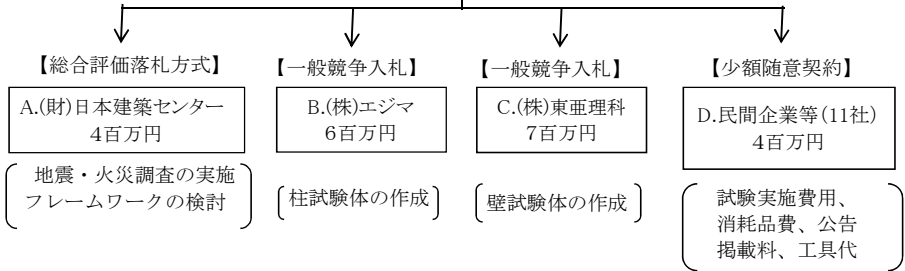 【総合評価落札方式】
【一般競争入札】
【一般競争入札】
【少額随意契約】
A.(財)日本建築センター
4百万円
B.(株)エジマ
6百万円
C.(株)東亜理科
7百万円
D.民間企業等(11社)
4百万円
地震・火災調査の実施
フレームワークの検討
柱試験体の作成
壁試験体の作成
試験実施費用、
消耗品費、公告
掲載料、工具代